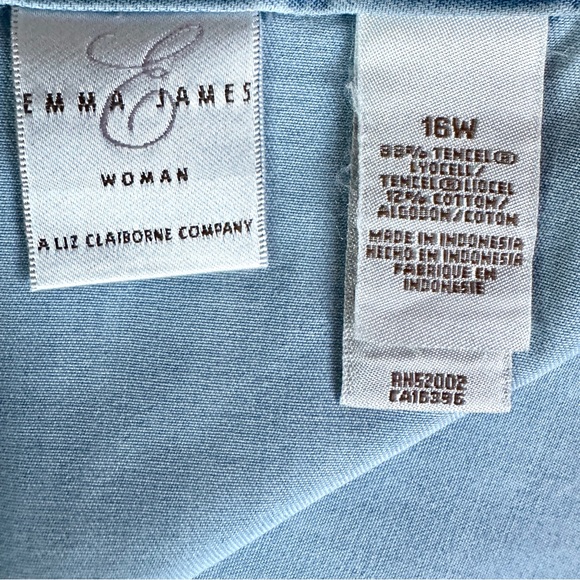 E
EMMA JAMES
WOMAN
A LIZ CLAIBORNE COMPANY
16W
88% TENCEL®
LYOCELL/
TENCEL®LIOCEL
12% COTTON/
ALGODON/COTON
MADE IN INDONESIA
HECHO EN INDONESIA
FABRIQUE EN
INDONESIE
RN52002
CA16396